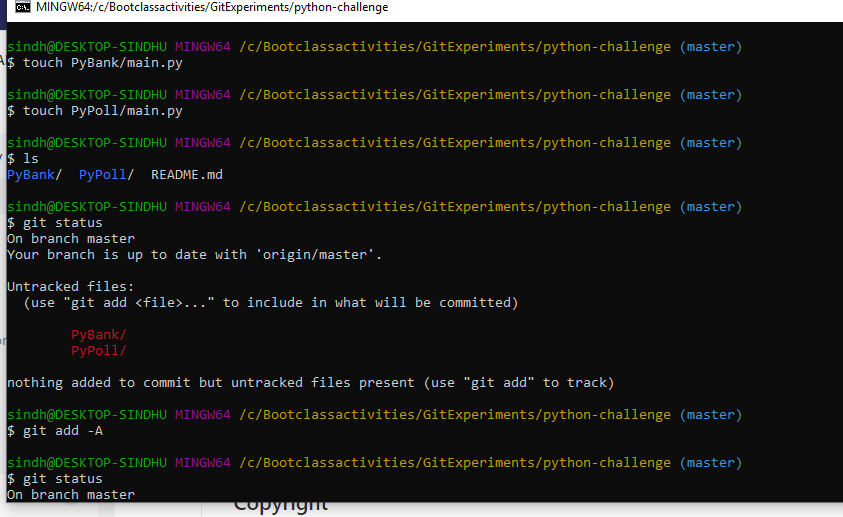 MINGW64:/c/Bootclassactivities/GitExperiments/python-challenge
sindh@DESKTOP-SINDHU MINGW64 /c/Bootclassactivities/GitExperiments/python-challenge (master)
$ touch PyBank/main.py
sindh@DESKTOP-SINDHU MINGW64 /c/Bootclassactivities/GitExperiments/python-challenge (master)
$ touch PyPoll/main.py
sindh@DESKTOP-SINDHU MINGW64 /c/Bootclassactivities/GitExperiments/python-challenge (master)
$ ls
PyBank/  PyPoll/  README.md
sindh@DESKTOP-SINDHU MINGW64 /c/Bootclassactivities/GitExperiments/python-challenge (master)
$ git status
On branch master
Your branch is up to date with 'origin/master'.
Untracked files:
  (use "git add <file>..." to include in what will be committed)
        PyBank/
        PyPoll/
nothing added to commit but untracked files present (use "git add" to track)
sindh@DESKTOP-SINDHU MINGW64 /c/Bootclassactivities/GitExperiments/python-challenge (master)
$ git add -A
sindh@DESKTOP-SINDHU MINGW64 /c/Bootclassactivities/GitExperiments/python-challenge (master)
$ git status
On branch master
Copyright